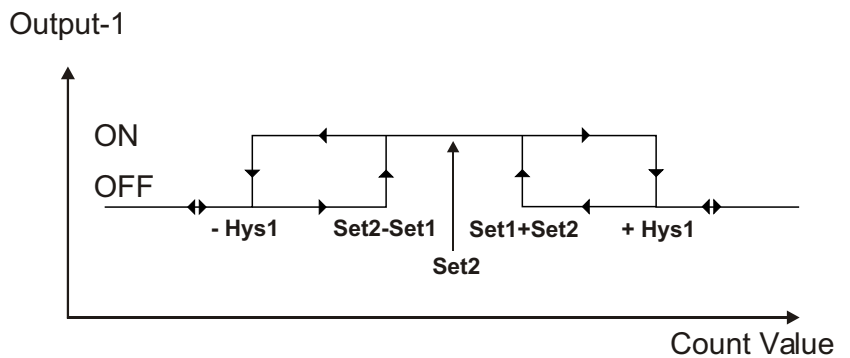 Output-1
ON
OFF
- Hys1 Set2-Set1 Set1+Set2 + Hys1
Set2
Count Value